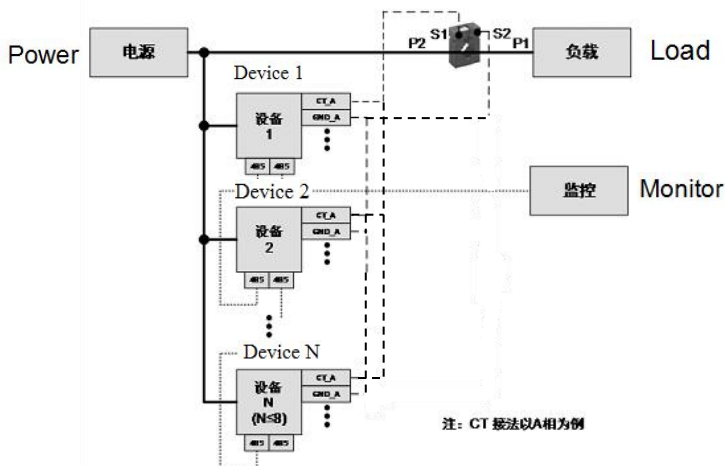 S1
S2
P2
P1
Power
电源
负载
Load
Device 1
设备
1
CT_A
GND_A
485
485
Device 2
监控
Monitor
设备
2
CT_A
GND_A
485
485
Device N
设备
N
(N≤8)
CT_A
GND_A
485
485
注：CT 接法以A相为例